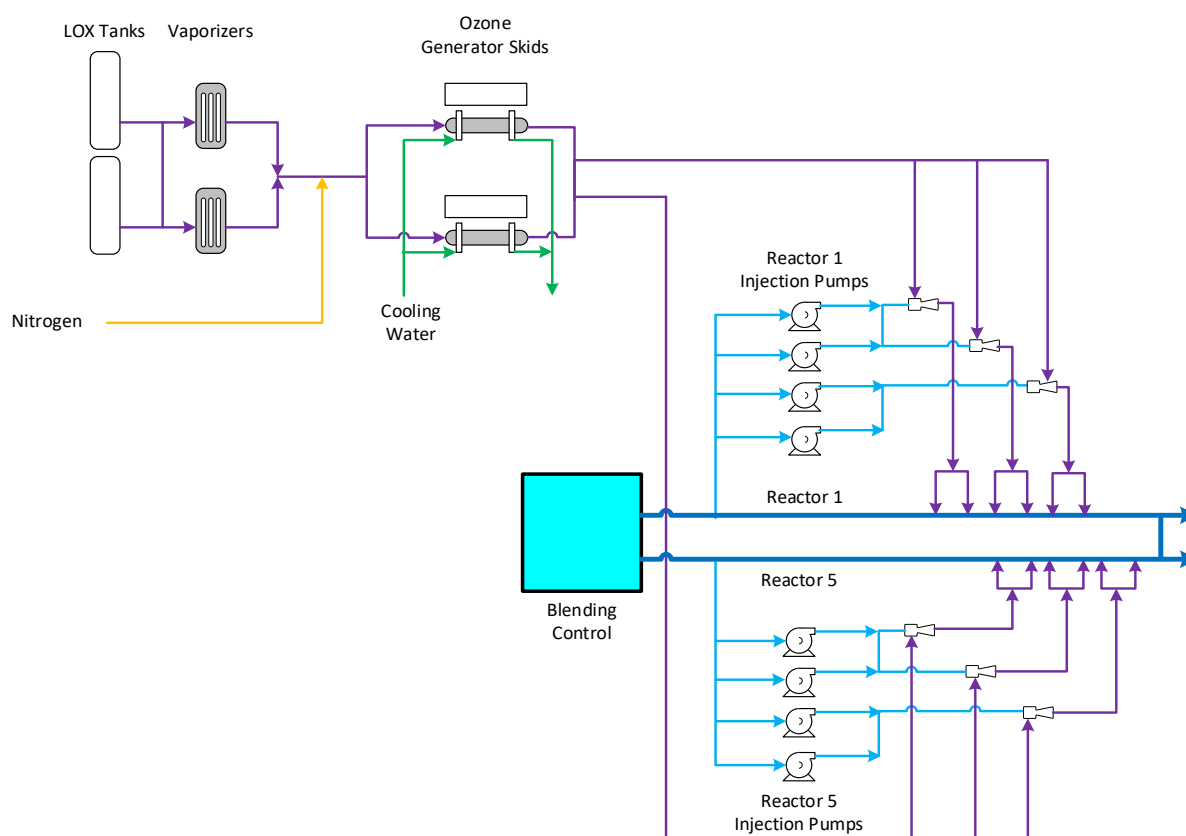 LOX Tanks
Vaporizers
Ozone
Generator Skids
Nitrogen
Cooling
Water
Reactor 1
Injection Pumps
Reactor 1
Reactor 5
Blending
Control
Reactor 5
Injection Pumps